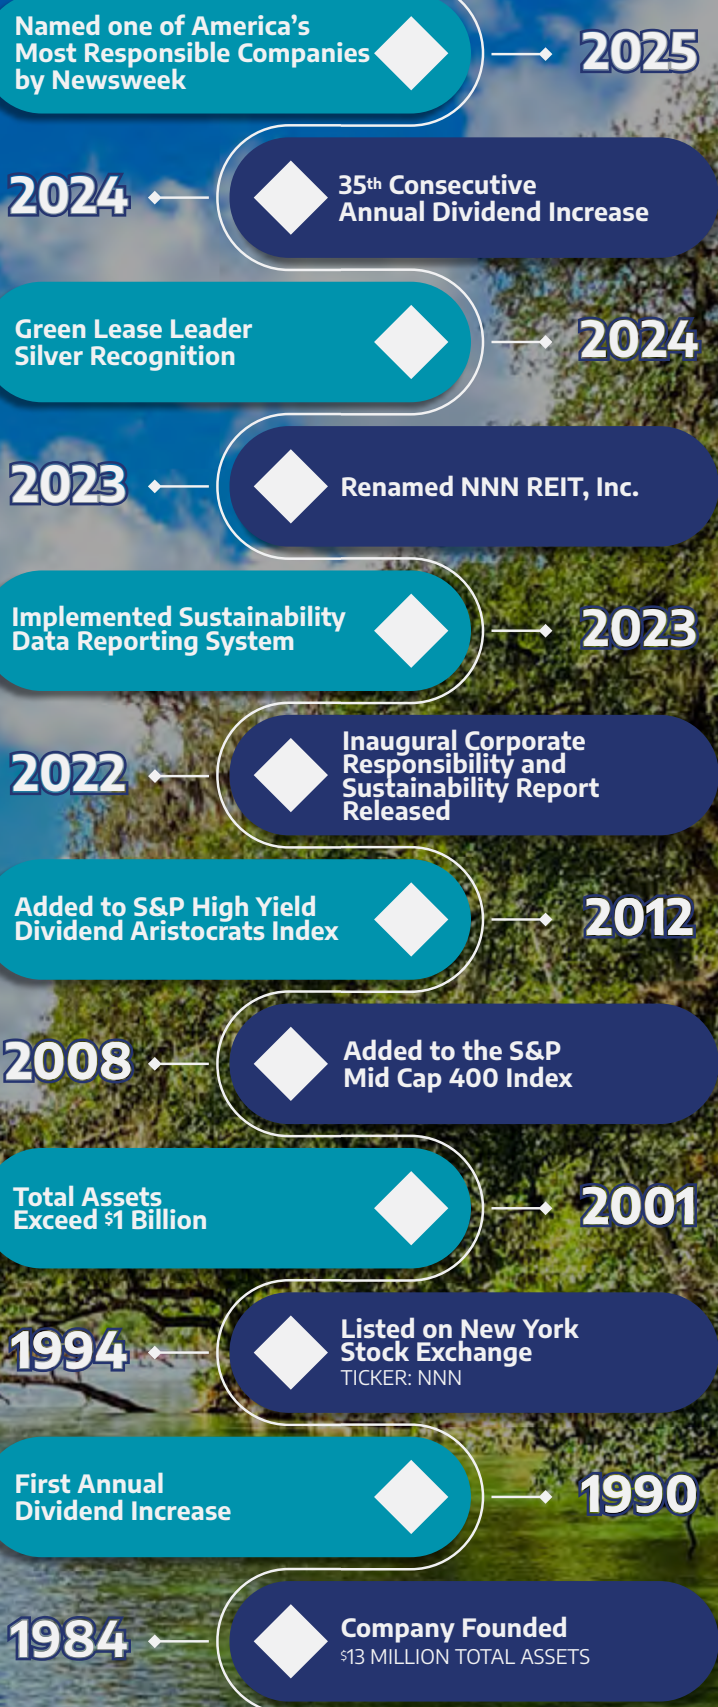 Named one of America’s
Most Responsible Companies
by Newsweek
2025
2024
35th Consecutive
Annual Dividend Increase
Green Lease Leader
Silver Recognition
2024
2023
Renamed NNN REIT, Inc.
Implemented Sustainability
Data Reporting System
2023
2022
Inaugural Corporate
Responsibility and
Sustainability Report
Released
Added to S&P High Yield
Dividend Aristocrats Index
2012
2008
Added to the S&P
Mid Cap 400 Index
Total Assets
Exceed $1 Billion
2001
1994
Listed on New York
Stock Exchange
TICKER: NNN
First Annual
Dividend Increase
1990
1984
Company Founded
$13 MILLION TOTAL ASSETS